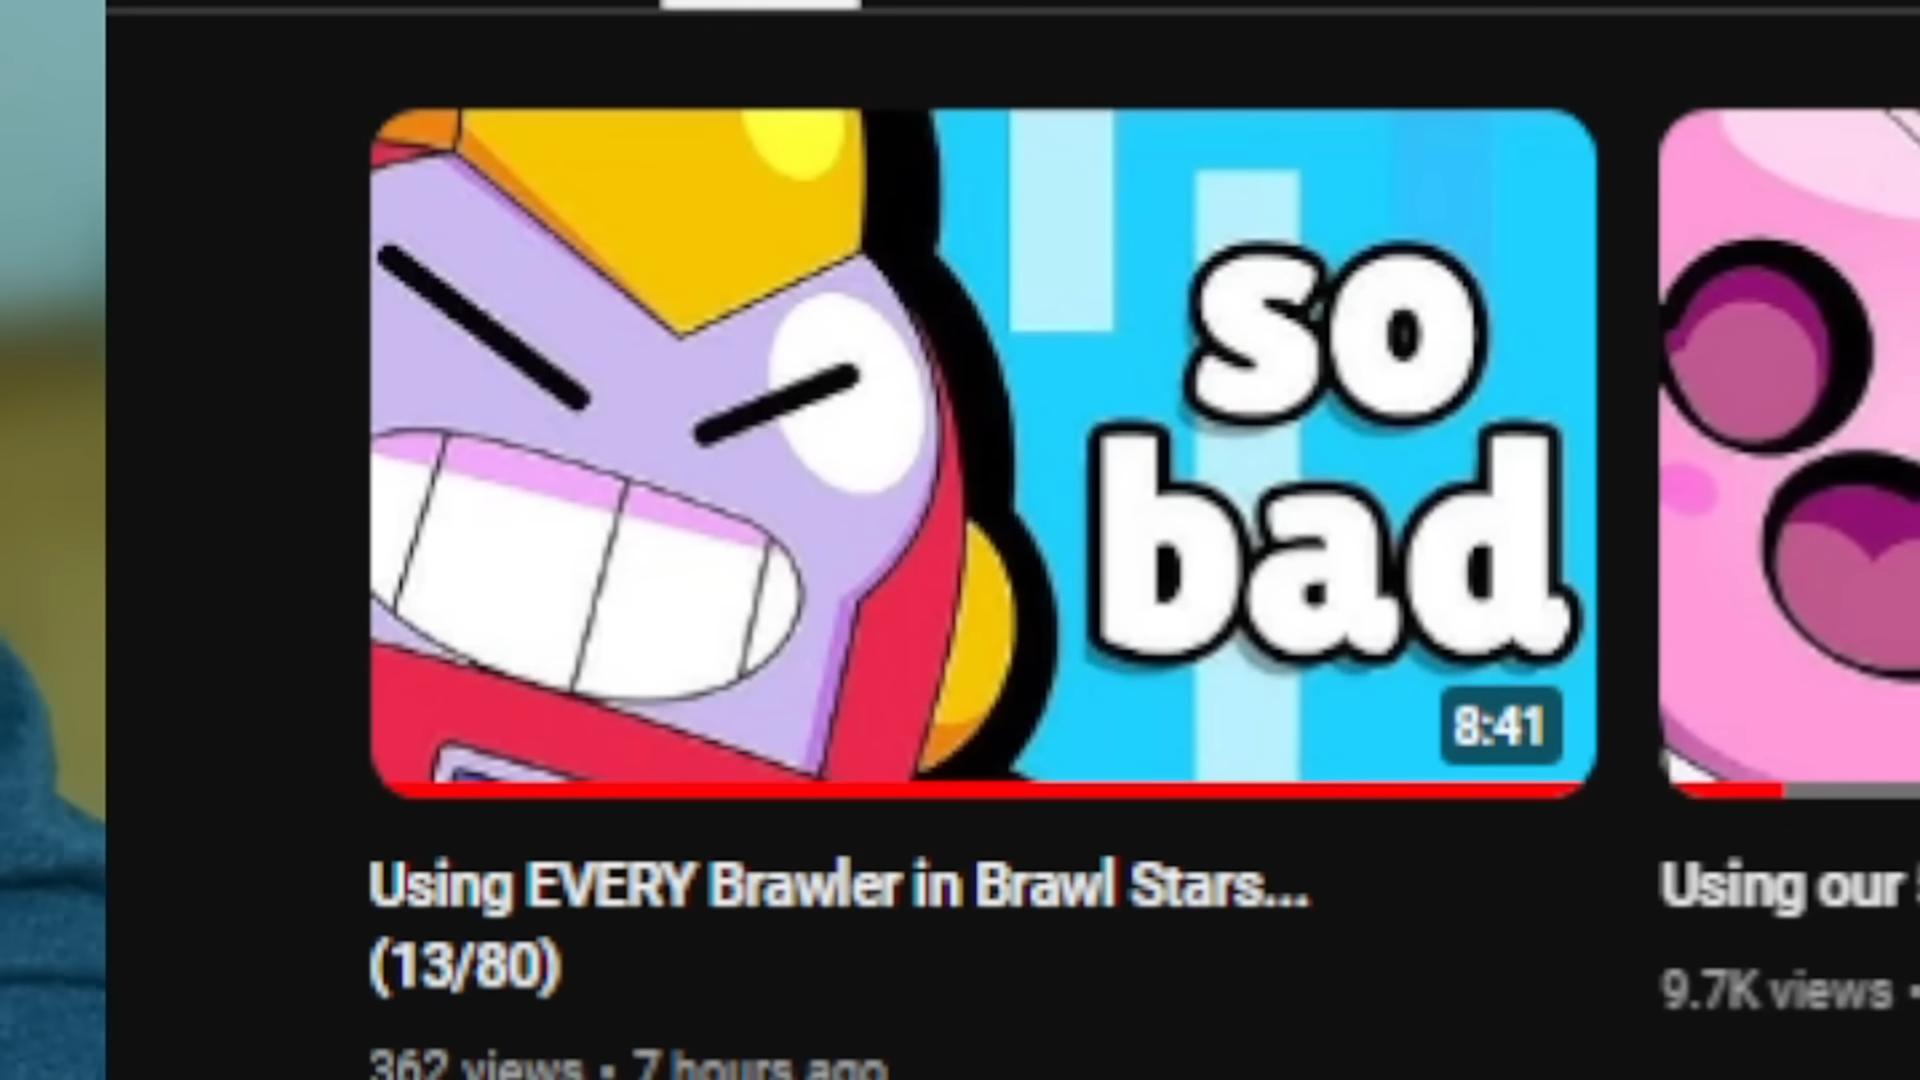 so
bad
8:41
Using EVERY Brawler in Brawl Stars...
(13/80)
362 views • 7 hours ago
Using our
9.7K views •